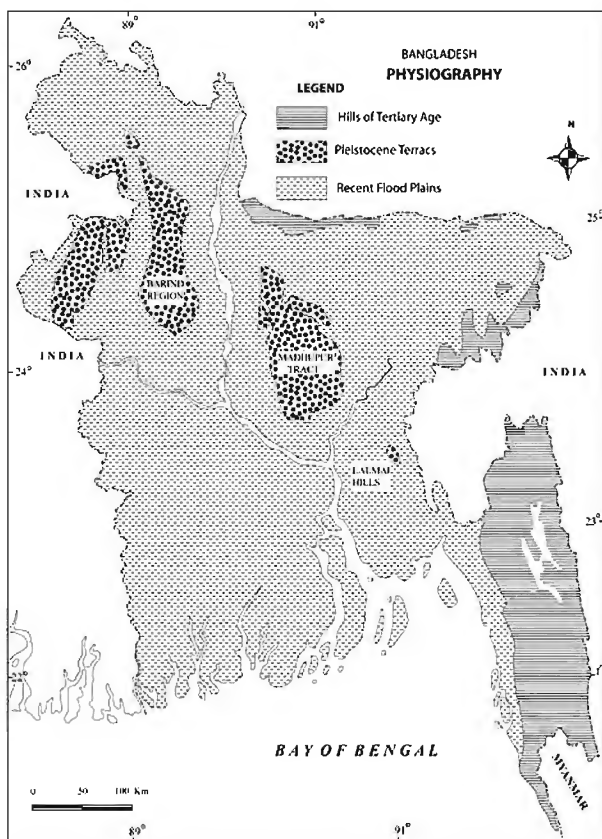 89°
91°
26°
BANGLADESH
PHYSIOGRAPHY
LEGEND
Hills of Tertiary Age
Pleistocene Terracs
Recent Flood Plains
N
INDIA
25°
BARIND
REGION
INDIA
MADHUPUR
TRACT
24°
INDIA
LALMAI
HILLS
23°
BAY OF BENGAL
MYANMAR
0 50 100 Km
89°
91°